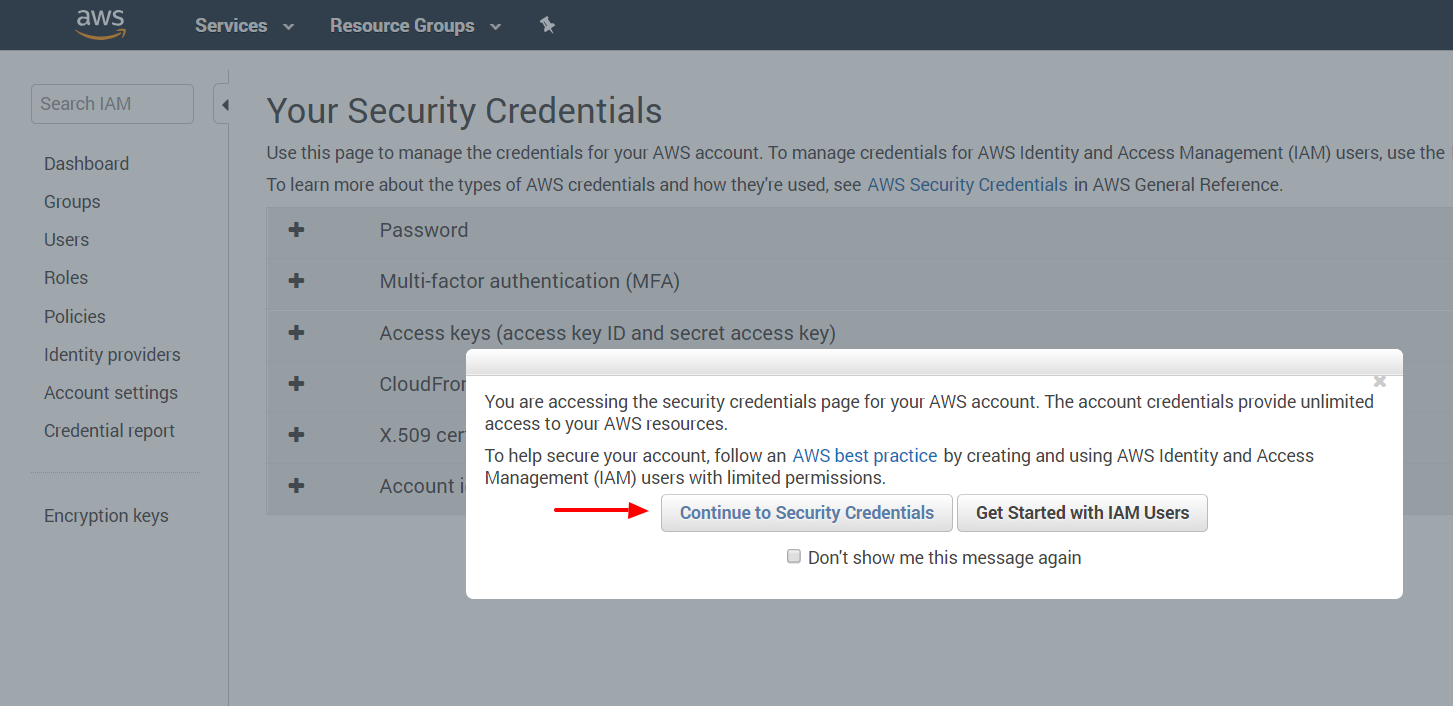 aws
Services
Resource Groups
Search IAM
Dashboard
Groups
Users
Roles
Policies
Identity providers
Account settings
Credential report
Encryption keys
Your Security Credentials
Use this page to manage the credentials for your AWS account. To manage credentials for AWS Identity and Access Management (IAM) users, use the
To learn more about the types of AWS credentials and how they're used, see AWS Security Credentials in AWS General Reference.
Password
Multi-factor authentication (MFA)
Access keys (access key ID and secret access key)
CloudFron
X.509 cert
Account i
You are accessing the security credentials page for your AWS account. The account credentials provide unlimited
access to your AWS resources.
To help secure your account, follow an AWS best practice by creating and using AWS Identity and Access
Management (IAM) users with limited permissions.
Continue to Security Credentials
Get Started with IAM Users
Don't show me this message again